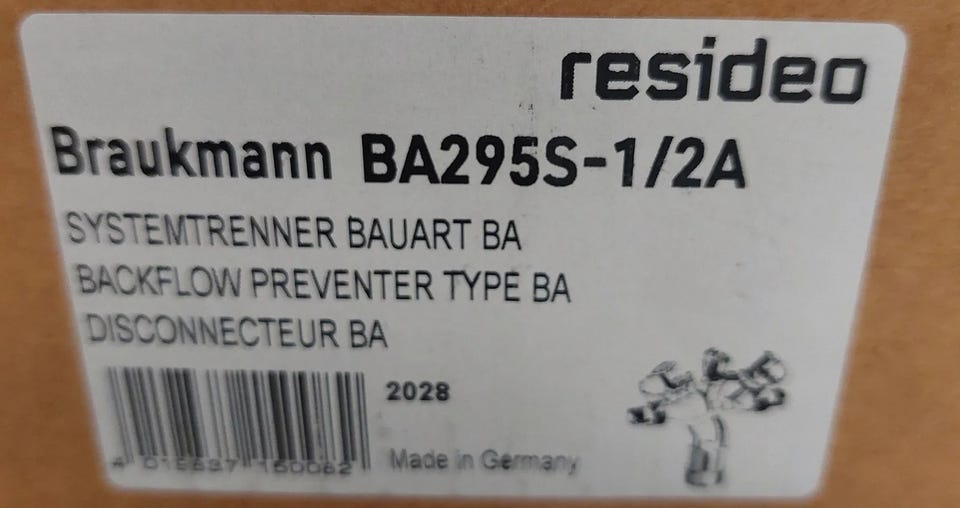 resideo
Braukmann BA295S-1/2A
SYSTEMTRENNER BAUART BA
BACKFLOW PREVENTER TYPE BA
DISCONNECTEUR BA
2028
Made in Germany